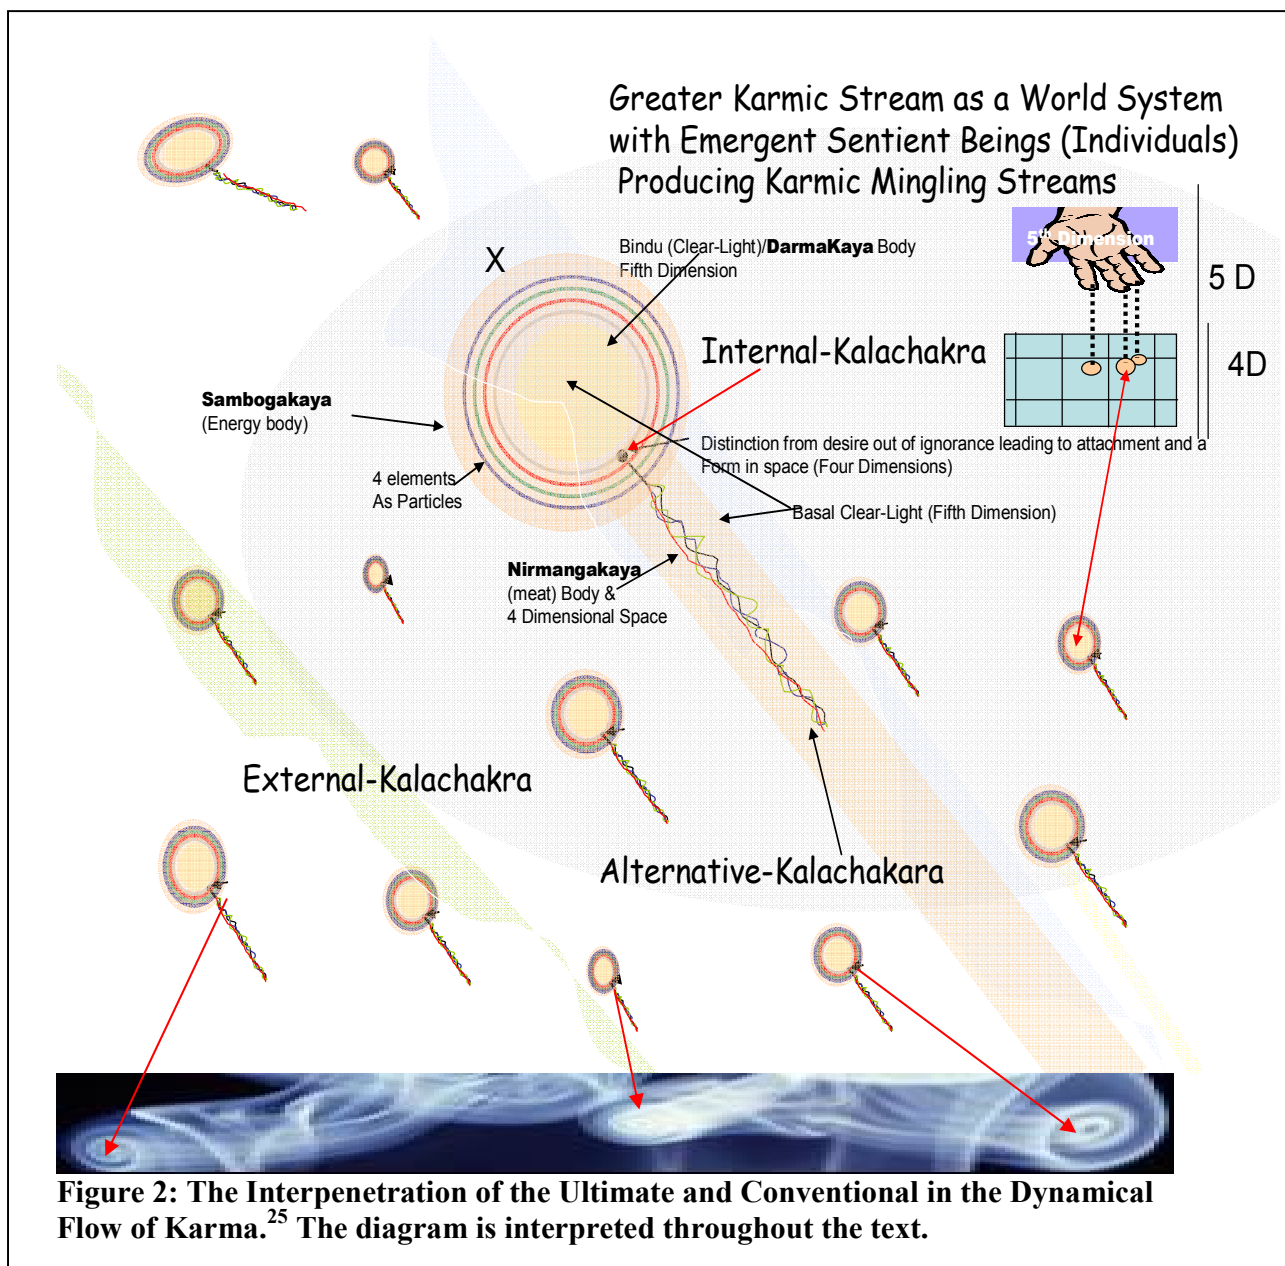 Greater Karmic Stream as a World System
with Emergent Sentient Beings (Individuals)
Producing Karmic Mingling Streams
5th Dimension
5 D
4D
X
Bindu (Clear-Light)/DarmaKaya Body
Fifth Dimension
Internal-Kalachakra
Sambogakaya
(Energy body)
Distinction from desire out of ignorance leading to attachment and a
Form in space (Four Dimensions)
4 elements
As Particles
Basal Clear-Light (Fifth Dimension)
Nirmangakaya
(meat) Body &
4 Dimensional Space
External-Kalachakra
Alternative-Kalachakara
Figure 2: The Interpenetration of the Ultimate and Conventional in the Dynamical
Flow of Karma.25 The diagram is interpreted throughout the text.